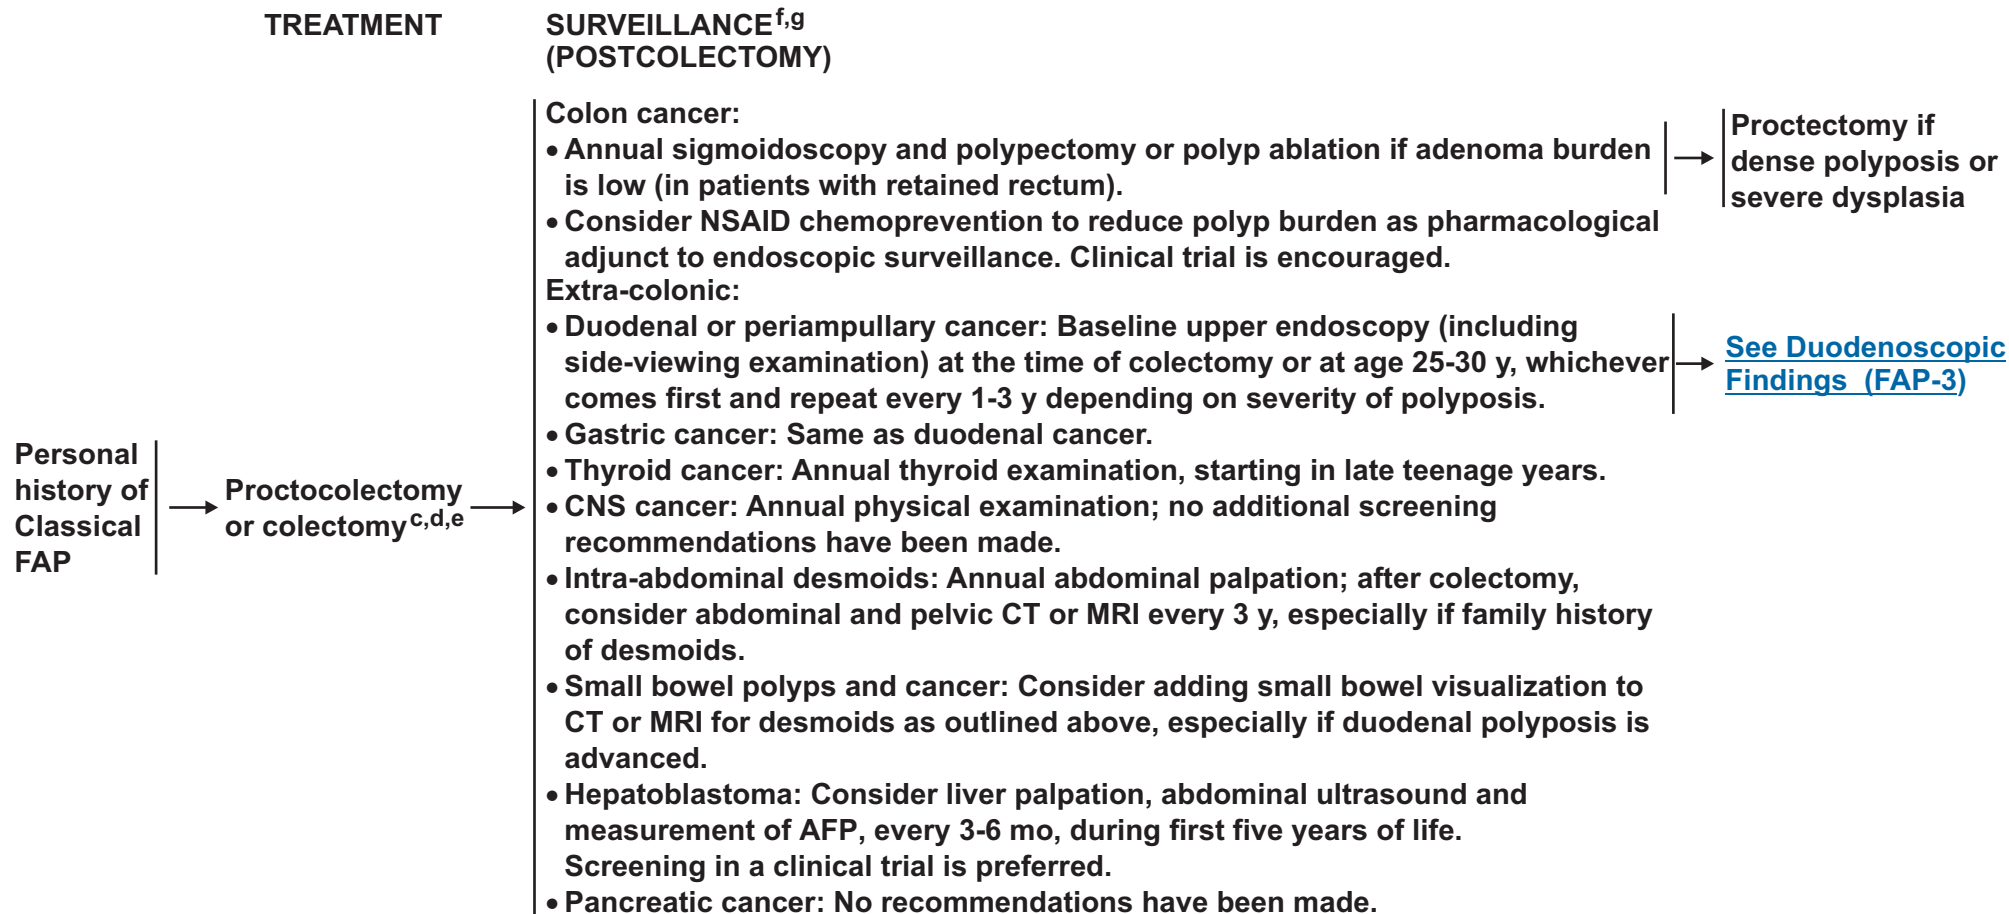 TREATMENT
SURVEILLANCE f,g
(POSTCOLECTOMY)
Personal
history of
Classical
FAP
Proctocolectomy
or colectomy c,d,e
Colon cancer:
• Annual sigmoidoscopy and polypectomy or polyp ablation if adenoma burden
is low (in patients with retained rectum).
• Consider NSAID chemoprevention to reduce polyp burden as pharmacological
adjunct to endoscopic surveillance. Clinical trial is encouraged.
Proctectomy if
dense polyposis or
severe dysplasia
Extra-colonic:
• Duodenal or periampullary cancer: Baseline upper endoscopy (including
side-viewing examination) at the time of colectomy or at age 25-30 y, whichever
comes first and repeat every 1-3 y depending on severity of polyposis.
See Duodenoscopic
Findings (FAP-3)
• Gastric cancer: Same as duodenal cancer.
• Thyroid cancer: Annual thyroid examination, starting in late teenage years.
• CNS cancer: Annual physical examination; no additional screening
recommendations have been made.
• Intra-abdominal desmoids: Annual abdominal palpation; after colectomy,
consider abdominal and pelvic CT or MRI every 3 y, especially if family history
of desmoids.
• Small bowel polyps and cancer: Consider adding small bowel visualization to
CT or MRI for desmoids as outlined above, especially if duodenal polyposis is
advanced.
• Hepatoblastoma: Consider liver palpation, abdominal ultrasound and
measurement of AFP, every 3-6 mo, during first five years of life.
Screening in a clinical trial is preferred.
• Pancreatic cancer: No recommendations have been made.